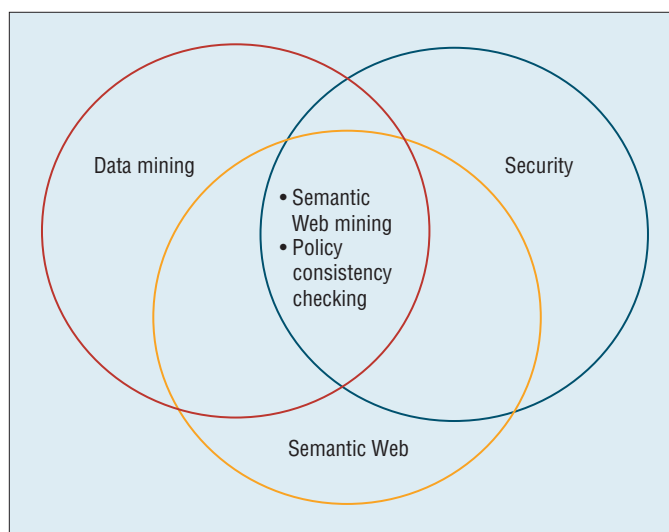 Data mining
Security
• Semantic
Web mining
• Policy
consistency
checking
Semantic Web